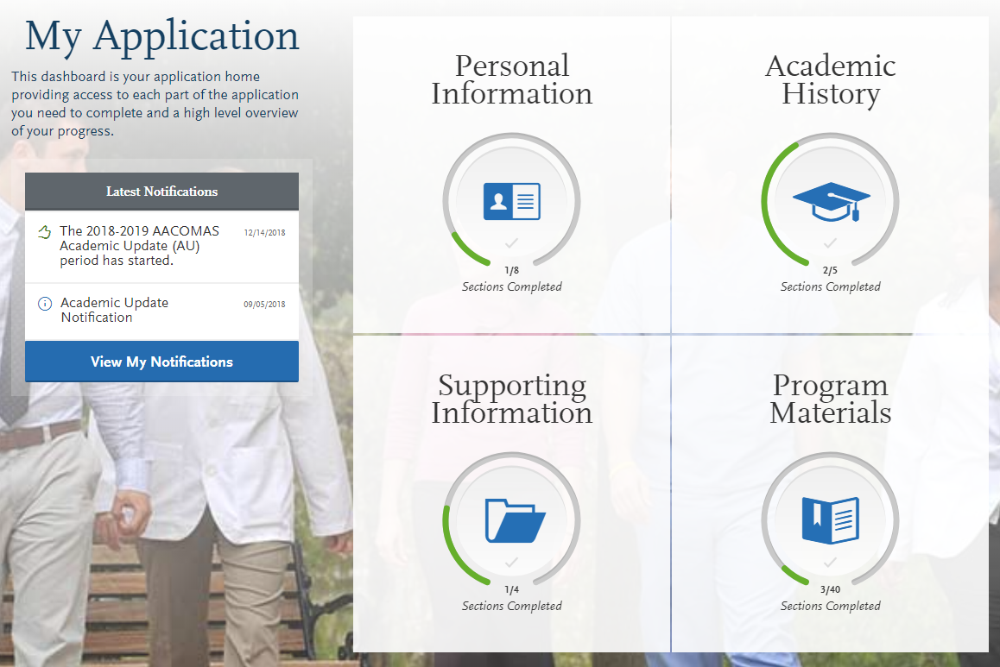 My Application
This dashboard is your application home
providing access to each part of the application
you need to complete and a high level overview
of your progress.
Latest Notifications
The 2018-2019 AACOMAS
Academic Update (AU)
period has started.
12/14/2018
Academic Update
Notification
09/05/2018
View My Notifications
Personal
Information
1/8
Sections Completed
Academic
History
2/5
Sections Completed
Supporting
Information
1/4
Sections Completed
Program
Materials
3/40
Sections Completed